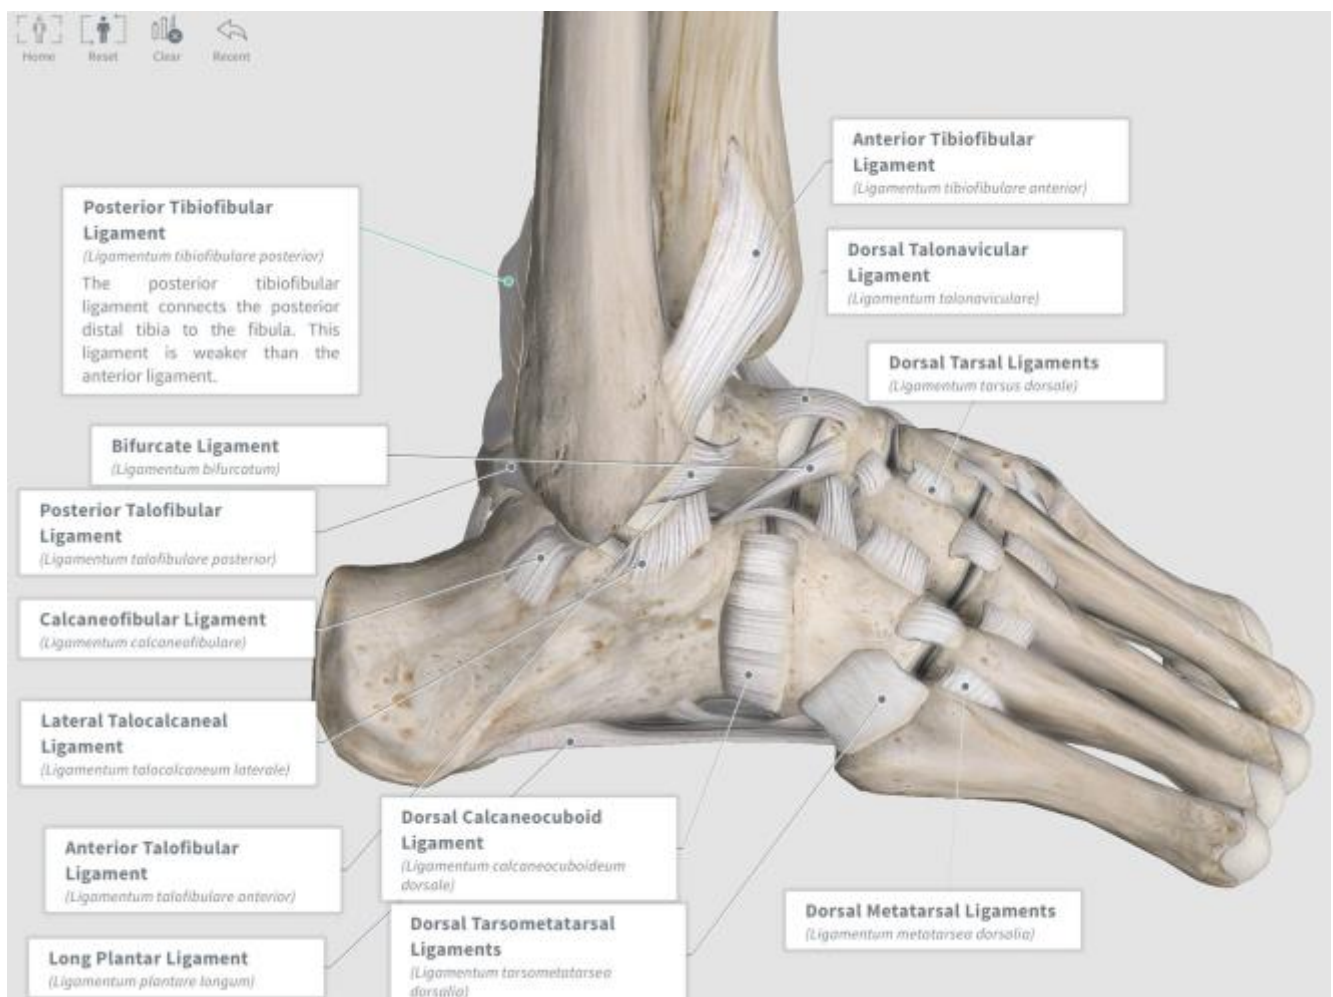 Home Reset Clear Recent
Anterior Tibiofibular
Ligament
(Ligamentum tibiofibulare anterior)
Posterior Tibiofibular
Ligament
(Ligamentum tibiofibulare posterior)
The posterior tibiofibular
ligament connects the posterior
distal tibia to the fibula. This
ligament is weaker than the
anterior ligament.
Dorsal Talonavicular
Ligament
(Ligamentum talonaviculare)
Dorsal Tarsal Ligaments
(Ligamentum tarsus dorsale)
Bifurcate Ligament
(Ligamentum bifurcatum)
Posterior Talofibular
Ligament
(Ligamentum talofibulare posterior)
Calcaneofibular Ligament
(Ligamentum calcaneofibulare)
Lateral Talocalcaneal
Ligament
(Ligamentum talocalcaneum laterale)
Anterior Talofibular
Ligament
(Ligamentum talofibulare anterior)
Long Plantar Ligament
(Ligamentum plantare longum)
Dorsal Calcaneocuboid
Ligament
(Ligamentum calcaneocuboideum
dorsale)
Dorsal Tarsometatarsal
Ligaments
(Ligamentum tarsometatarsea
dorsalia)
Dorsal Metatarsal Ligaments
(Ligamentum metatarsea dorsalia)